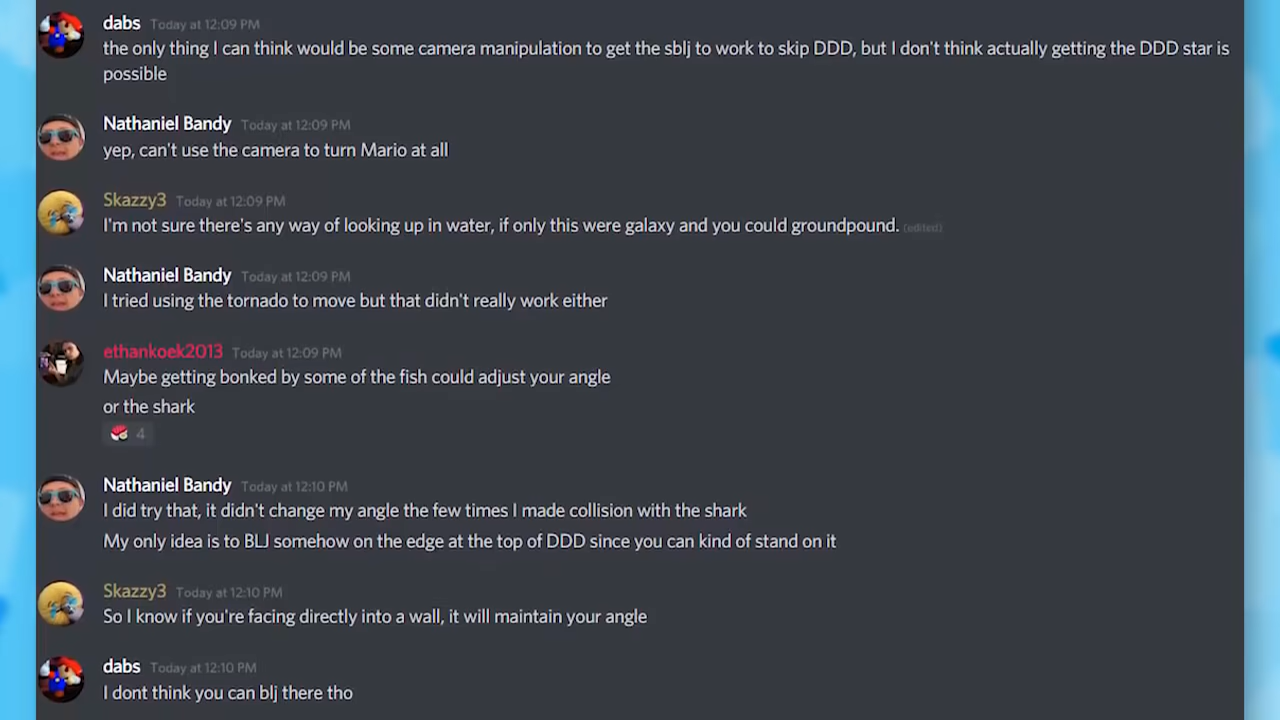 dabs Today at 12:09 PM
the only thing I can think would be some camera manipulation to get the sblj to work to skip DDD, but I don't think actually getting the DDD star is
possible
Nathaniel Bandy Today at 12:09 PM
yep, can't use the camera to turn Mario at all
Skazzy3 Today at 12:09 PM
I'm not sure there's any way of looking up in water, if only this were galaxy and you could groundpound. (edited)
Nathaniel Bandy Today at 12:09 PM
I tried using the tornado to move but that didn't really work either
ethankoek2013 Today at 12:09 PM
Maybe getting bonked by some of the fish could adjust your angle
or the shark
4
Nathaniel Bandy Today at 12:10 PM
I did try that, it didn't change my angle the few times I made collision with the shark
My only idea is to BLJ somehow on the edge at the top of DDD since you can kind of stand on it
Skazzy3 Today at 12:10 PM
So I know if you're facing directly into a wall, it will maintain your angle
dabs Today at 12:10 PM
I dont think you can blj there tho